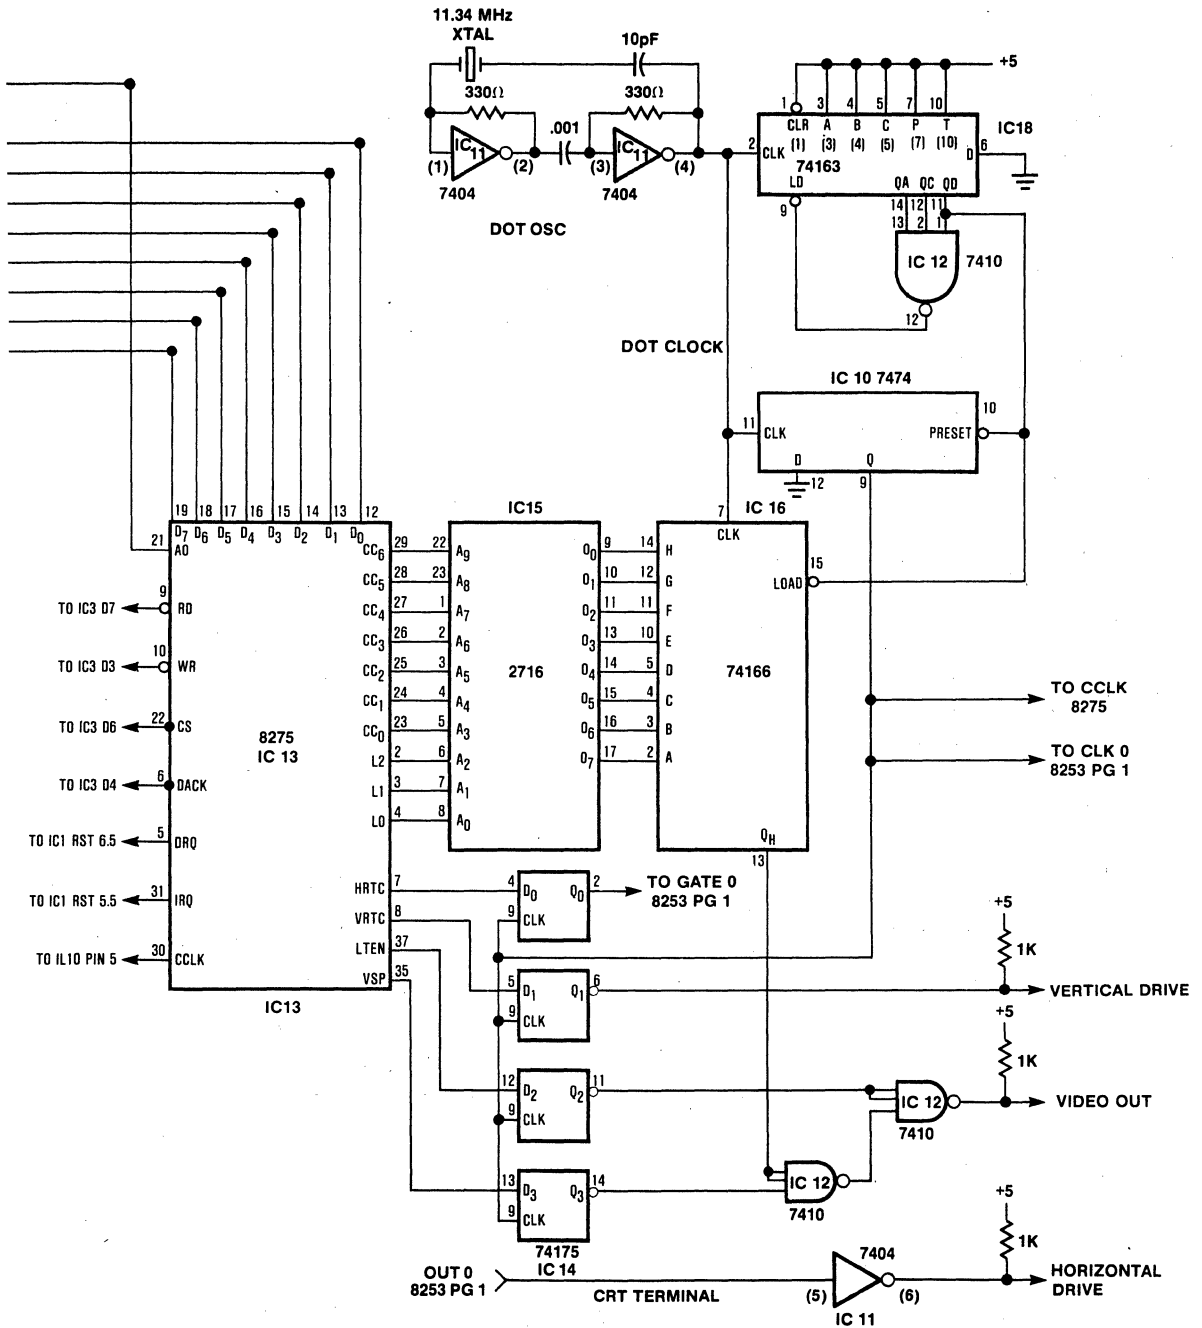 11.34 MHz
XTAL
10pF
330Ω
330Ω
.001
IC11
IC11
(1)
(2)
(3)
(4)
7404
7404
DOT OSC
+5
1
3
4
5
7
10
IC18
CLR
A
B
C
P
T
(1)
(3)
(4)
(5)
(7)
(10)
2
CLK
74163
D
6
LD
QA
QC
QD
9
14
12
11
13
2
1
IC 12
7410
12
DOT CLOCK
IC 10 7474
11
CLK
PRESET
10
D
Q
12
9
19
18
17
16
15
14
13
12
D7
D6
D5
D4
D3
D2
D1
D0
21
A0
9
TO IC3 D7
RD
10
TO IC3 D3
WR
22
TO IC3 D6
CS
6
TO IC3 D4
DACK
5
TO IC1 RST 6.5
DRQ
31
TO IC1 RST 5.5
IRQ
30
TO IL10 PIN 5
CCLK
8275
IC 13
CC6
29
22
A9
CC5
28
23
A8
CC4
27
1
A7
CC3
26
2
A6
CC2
25
3
A5
CC1
24
4
A4
CC0
23
5
A3
L2
2
6
A2
L1
3
7
A1
L0
4
8
A0
HRTC
7
VRTC
8
LTEN
37
VSP
35
IC13
IC15
2716
O0
9
14
H
O1
10
12
G
O2
11
11
F
O3
13
10
E
O4
14
5
D
O5
15
4
C
O6
16
3
B
O7
17
2
A
7
IC 16
CLK
LOAD
15
74166
QH
13
TO CCLK
8275
TO CLK 0
8253 PG 1
4
D0
Q0
2
TO GATE 0
8253 PG 1
9
CLK
5
D1
Q1
6
9
CLK
+5
1K
VERTICAL DRIVE
12
D2
Q2
11
9
CLK
+5
1K
IC 12
7410
VIDEO OUT
13
D3
Q3
14
9
CLK
IC 12
7410
74175
IC 14
OUT 0
8253 PG 1
CRT TERMINAL
7404
(5)
(6)
IC 11
+5
1K
HORIZONTAL
DRIVE